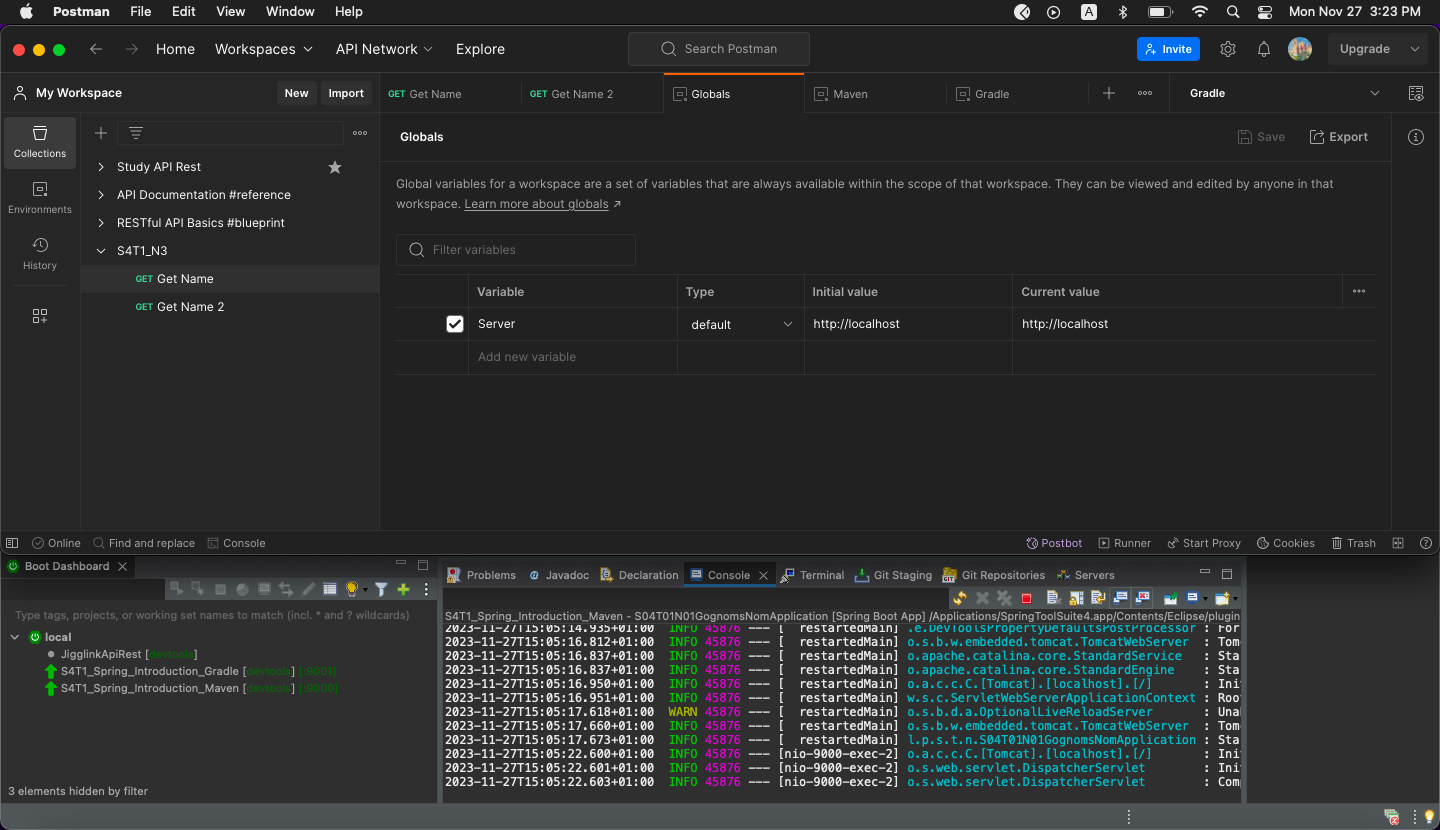 Postman File Edit View Window Help A Mon Nov 27 3:23 PM
Home Workspaces API Network Explore Search Postman Invite Upgrade
My Workspace New Import GET Get Name GET Get Name 2 Globals Maven Gradle Gradle
Collections
Environments
History
Study API Rest
API Documentation #reference
RESTful API Basics #blueprint
S4T1_N3
GET Get Name
GET Get Name 2
Globals Save Export
Global variables for a workspace are a set of variables that are always available within the scope of that workspace. They can be viewed and edited by anyone in that
workspace. Learn more about globals ↗
Filter variables
Variable Type Initial value Current value
Server default http://localhost http://localhost
Add new variable
Online Find and replace Console Postbot Runner Start Proxy Cookies Trash
Boot Dashboard
Type tags, projects, or working set names to match (incl. * and ? wildcards)
local
JigglinkApiRest [devtools]
S4T1_Spring_Introduction_Gradle [devtools] [:9001]
S4T1_Spring_Introduction_Maven [devtools] [:9000]
3 elements hidden by filter
Problems @ Javadoc Declaration Console Terminal Git Staging Git Repositories Servers
S4T1_Spring_Introduction_Maven - S04T01N01GognomsNomApplication [Spring Boot App] /Applications/SpringToolSuite4.app/Contents/Eclipse/plugin
2023-11-27T15:05:14.935+01:00 INFO 45876 --- [ restartedMain] .e.DevToolsPropertyDefaultsPostProcessor : For
2023-11-27T15:05:16.812+01:00 INFO 45876 --- [ restartedMain] o.s.b.w.embedded.tomcat.TomcatWebServer : Tom
2023-11-27T15:05:16.837+01:00 INFO 45876 --- [ restartedMain] o.apache.catalina.core.StandardService : Sta
2023-11-27T15:05:16.837+01:00 INFO 45876 --- [ restartedMain] o.apache.catalina.core.StandardEngine : Sta
2023-11-27T15:05:16.950+01:00 INFO 45876 --- [ restartedMain] o.a.c.c.C.[Tomcat].[localhost].[/] : Ini
2023-11-27T15:05:16.951+01:00 INFO 45876 --- [ restartedMain] w.s.c.ServletWebServerApplicationContext : Roo
2023-11-27T15:05:17.618+01:00 WARN 45876 --- [ restartedMain] o.s.b.d.a.OptionalLiveReloadServer : Una
2023-11-27T15:05:17.660+01:00 INFO 45876 --- [ restartedMain] o.s.b.w.embedded.tomcat.TomcatWebServer : Tom
2023-11-27T15:05:17.673+01:00 INFO 45876 --- [ restartedMain] l.p.s.t.n.S04T01N01GognomsNomApplication : Sta
2023-11-27T15:05:22.600+01:00 INFO 45876 --- [nio-9000-exec-2] o.a.c.c.C.[Tomcat].[localhost].[/] : Ini
2023-11-27T15:05:22.601+01:00 INFO 45876 --- [nio-9000-exec-2] o.s.web.servlet.DispatcherServlet : Ini
2023-11-27T15:05:22.603+01:00 INFO 45876 --- [nio-9000-exec-2] o.s.web.servlet.DispatcherServlet : Com